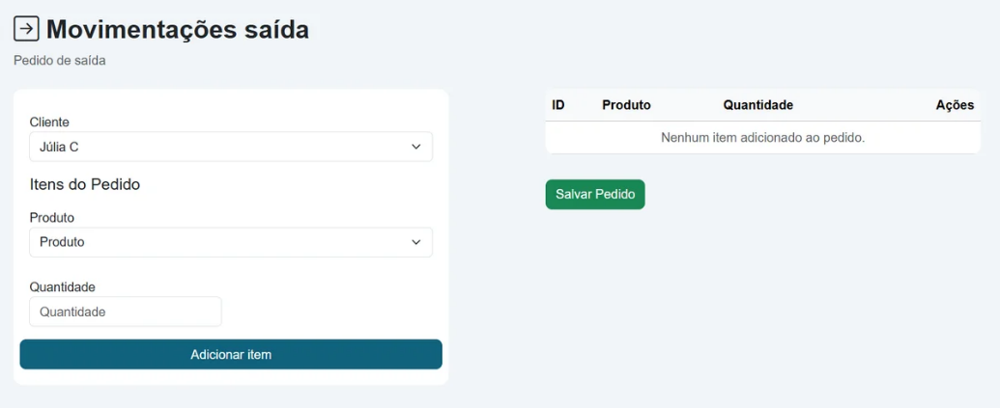 Movimentações saída
Pedido de saída
Cliente
Júlia C
Itens do Pedido
Produto
Produto
Quantidade
Quantidade
Adicionar item
ID Produto Quantidade Ações
Nenhum item adicionado ao pedido.
Salvar Pedido